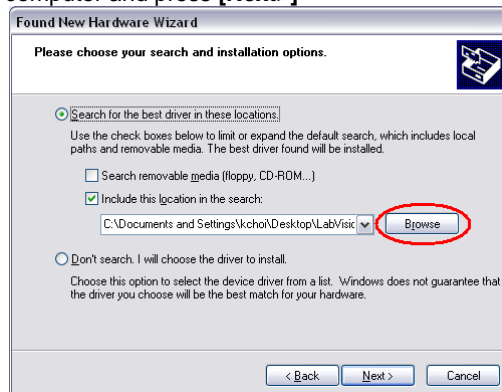 computer and press [Next>]
Found New Hardware Wizard
Please choose your search and installation options.
Search for the best driver in these locations.
Use the check boxes below to limit or expand the default search, which includes local
paths and removable media. The best driver found will be installed.
Search removable media (floppy, CD-ROM...)
Include this location in the search:
C:\Documents and Settings\kchoi\Desktop\LabVisic
Browse
Don't search. I will choose the driver to install.
Choose this option to select the device driver from a list. Windows does not guarantee that
the driver you choose will be the best match for your hardware.
< Back Next > Cancel